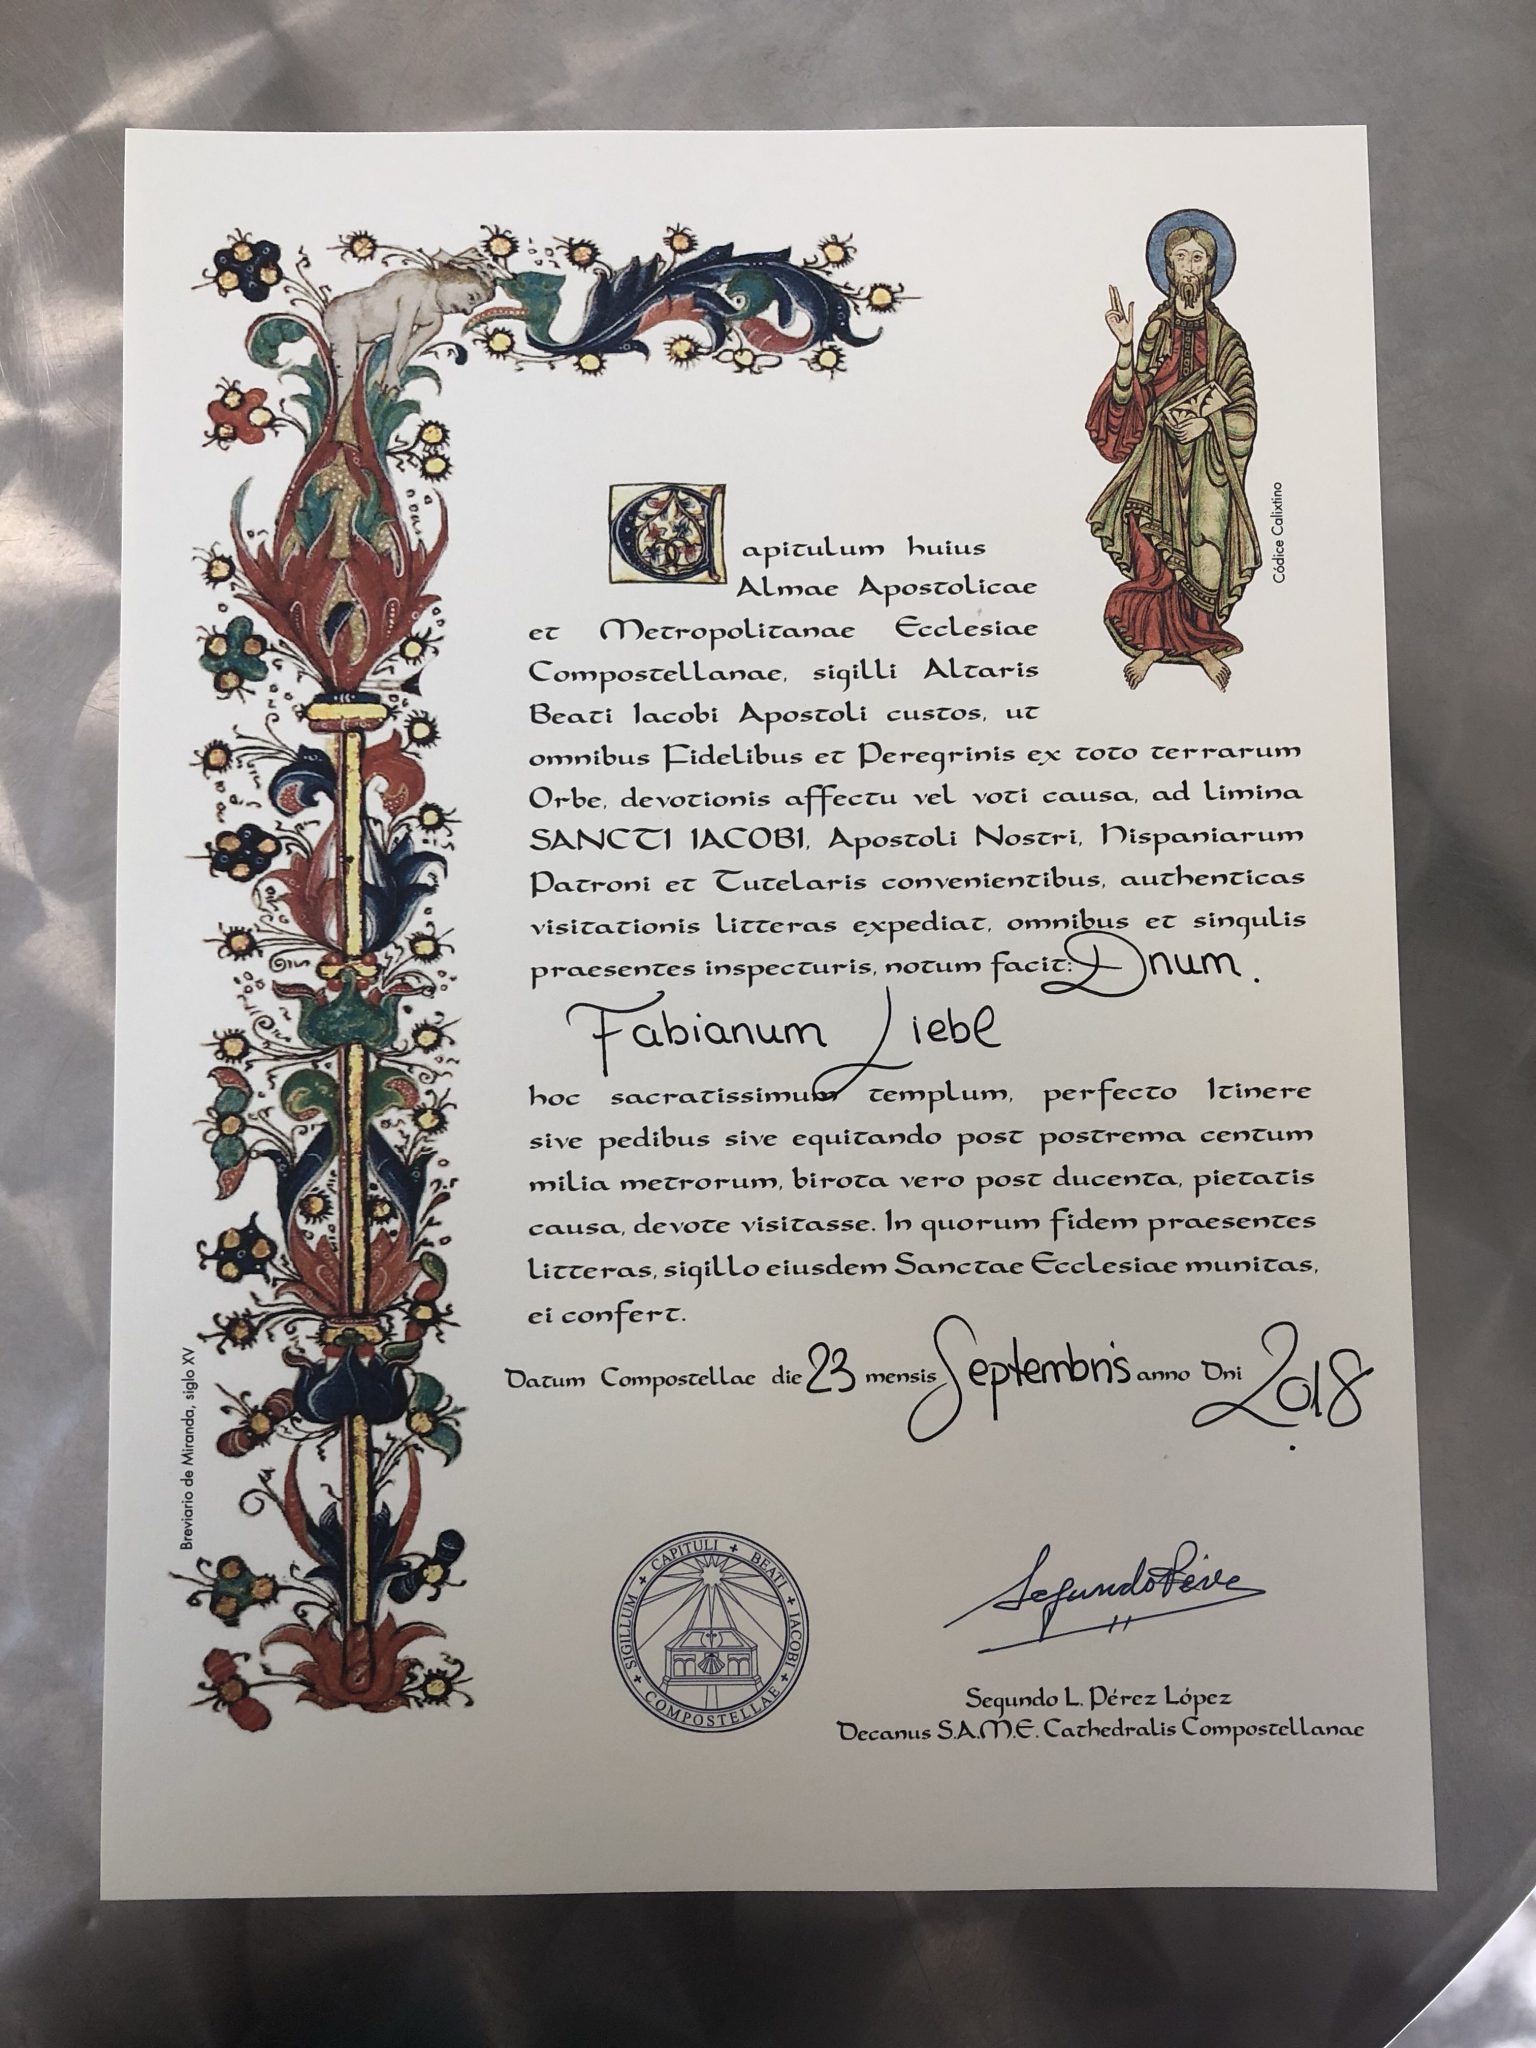 Capitulum huius
Almae Apostolicae
et Metropolitanae Ecclesiae
Compostellanae, sigilli Altaris
Beati Iacobi Apostoli custos, ut
omnibus Fidelibus et Peregrinis ex toto terrarum
Orbe, devotionis affectu vel voti causa, ad limina
SANCTI IACOBI, Apostoli Nostri, Hispaniarum
Patroni et Tutelaris convenientibus, authenticas
visitationis litteras expediat, omnibus et singulis
praesentes inspecturis, notum facit: Dnum.
Fabianum Liebl
hoc sacratissimum templum, perfecto Itinere
sive pedibus sive equitando post postrema centum
milia metrorum, birota vero post ducenta, pietatis
causa, devote visitasse. In quorum fidem praesentes
litteras, sigillo eiusdem Sanctae Ecclesiae munitas,
ei confert.
Datum Compostellae die 23 mensis Septembris anno Dni 2018
Códice Calixtino
Breviario de Miranda, siglo XV
SIGILLUM + CAPITULI + BEATI + IACOBI + COMPOSTELLAE +
Segundo Pérez
Segundo L. Pérez López
Decanus S.A.M.E. Cathedralis Compostellanae